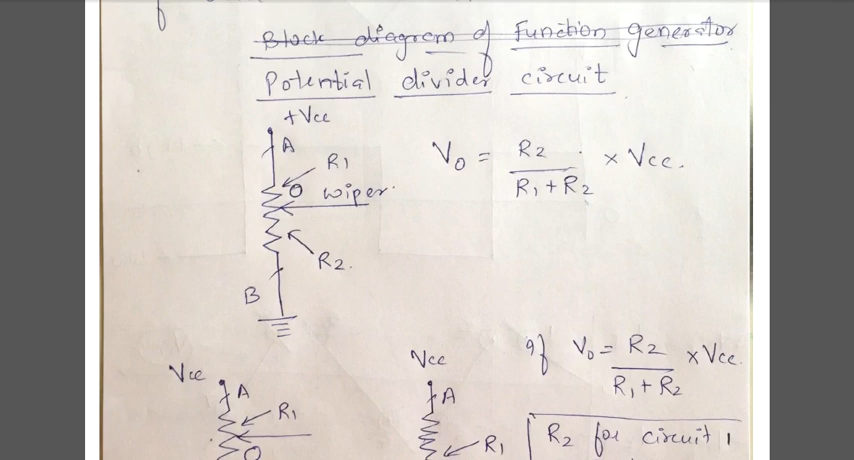 Block diagram of Function generator
Potential divider circuit
+Vcc
A
R1
O wiper.
R2.
B
Vo = R2 / R1 + R2 × Vcc.
Vcc
A
R1
O
Vcc
A
R1
If Vo = R2 / R1 + R2 × Vcc.
R2 for circuit 1